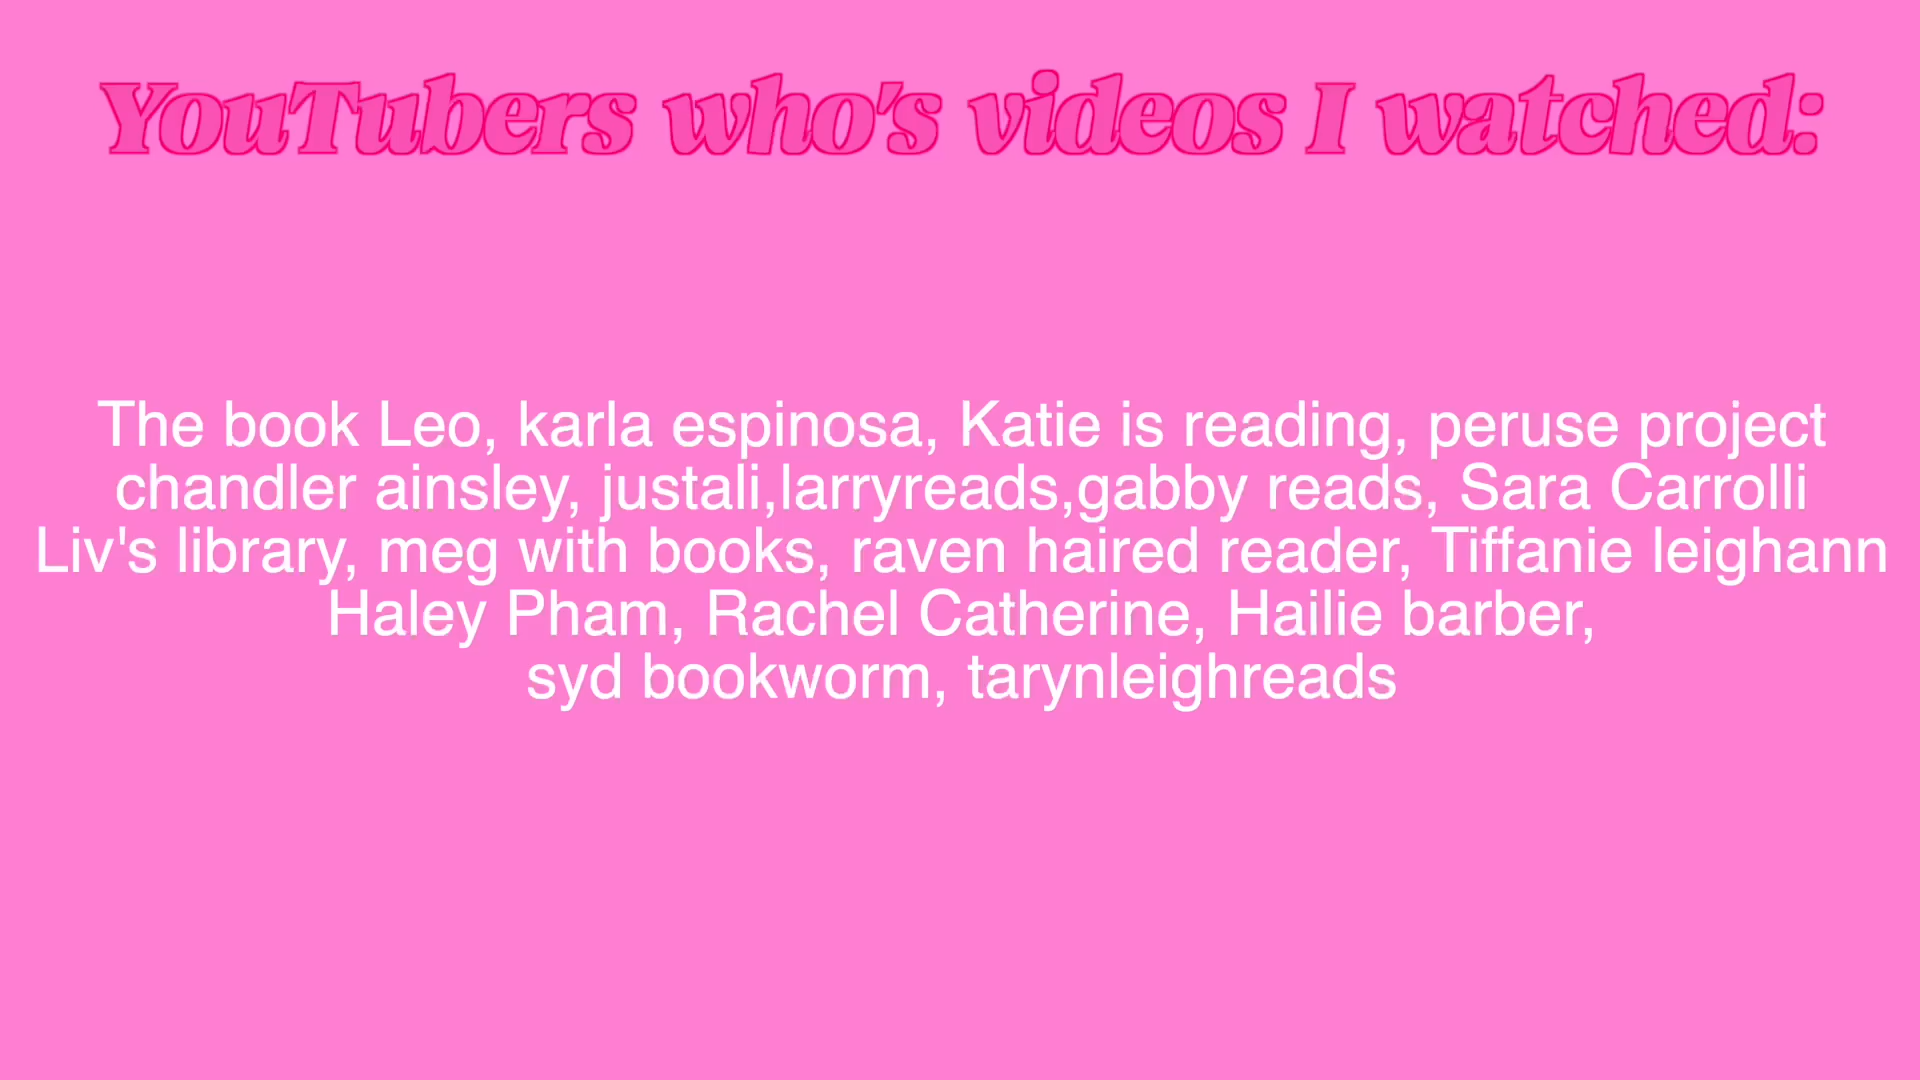 YouTubers who's videos I watched:
The book Leo, karla espinosa, Katie is reading, peruse project
chandler ainsley, justali,larryreads,gabby reads, Sara Carrolli
Liv's library, meg with books, raven haired reader, Tiffanie leighann
Haley Pham, Rachel Catherine, Hailie barber,
syd bookworm, tarynleighreads